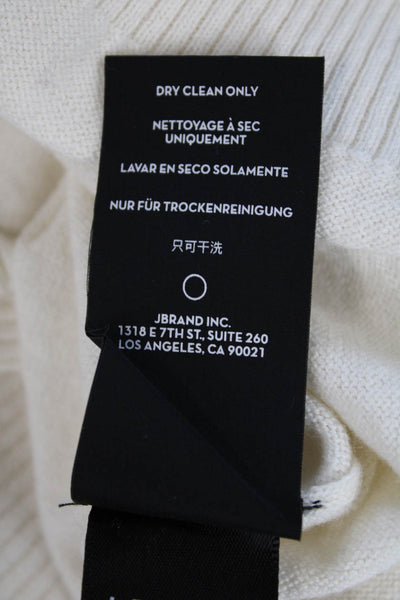 DRY CLEAN ONLY
NETTOYAGE À SEC
UNIQUEMENT
LAVAR EN SECO SOLAMENTE
NUR FÜR TROCKENREINIGUNG
只可干洗
JBRAND INC.
1318 E 7TH ST., SUITE 260
LOS ANGELES, CA 90021